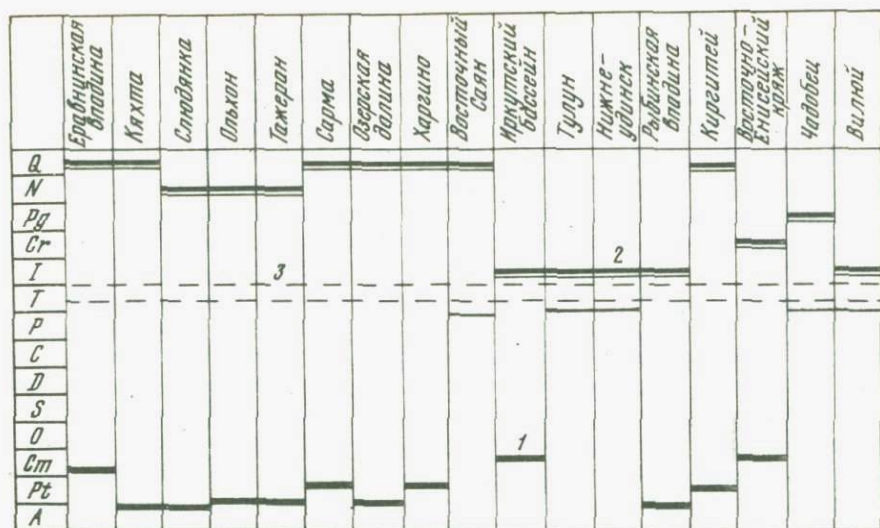 Еравнинская
впадина
Кяхта
Слюдянка
Ольхон
Тажеран
Сарма
Озерская
долина
Харгино
Восточный
Саян
Иркутский
бассейн
Тулун
Нижне-
удинск
Рыбинская
впадина
Киргитей
Восточно-
Енисейский
кряж
Чадобец
Вилюй
Q
N
Pg
Cr
I 3 2
T
P
C
D
S
O
Cm 1
Pt
A